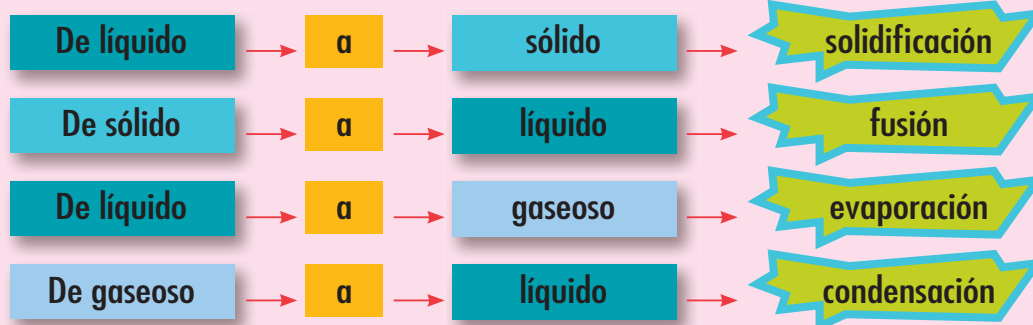 De líquido a sólido solidificación
De sólido a líquido fusión
De líquido a gaseoso evaporación
De gaseoso a líquido condensación